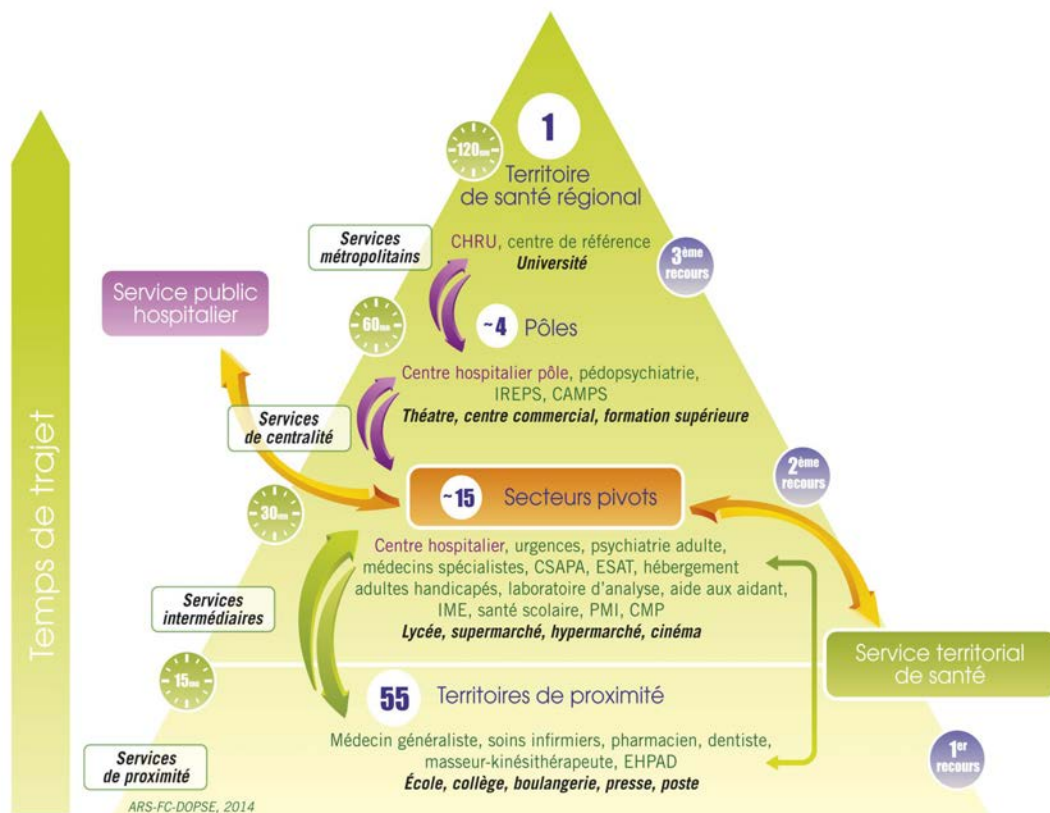 1
120mn
Territoire
de santé régional
Services
métropolitains
CHRU, centre de référence
Université
3ème
recours
Service public
hospitalier
60mn
~4 Pôles
Centre hospitalier pôle, pédopsychiatrie,
IREPS, CAMPS
Théatre, centre commercial, formation supérieure
Services
de centralité
2ème
recours
~15 Secteurs pivots
30mn
Centre hospitalier, urgences, psychiatrie adulte,
médecins spécialistes, CSAPA, ESAT, hébergement
adultes handicapés, laboratoire d'analyse, aide aux aidant,
IME, santé scolaire, PMI, CMP
Lycée, supermarché, hypermarché, cinéma
Services
intermédiaires
Service territorial
de santé
15mn
55 Territoires de proximité
Médecin généraliste, soins infirmiers, pharmacien, dentiste,
masseur-kinésithérapeute, EHPAD
École, collège, boulangerie, presse, poste
Services
de proximité
1er
recours
Temps de trajet
ARS-FC-DOPSE, 2014